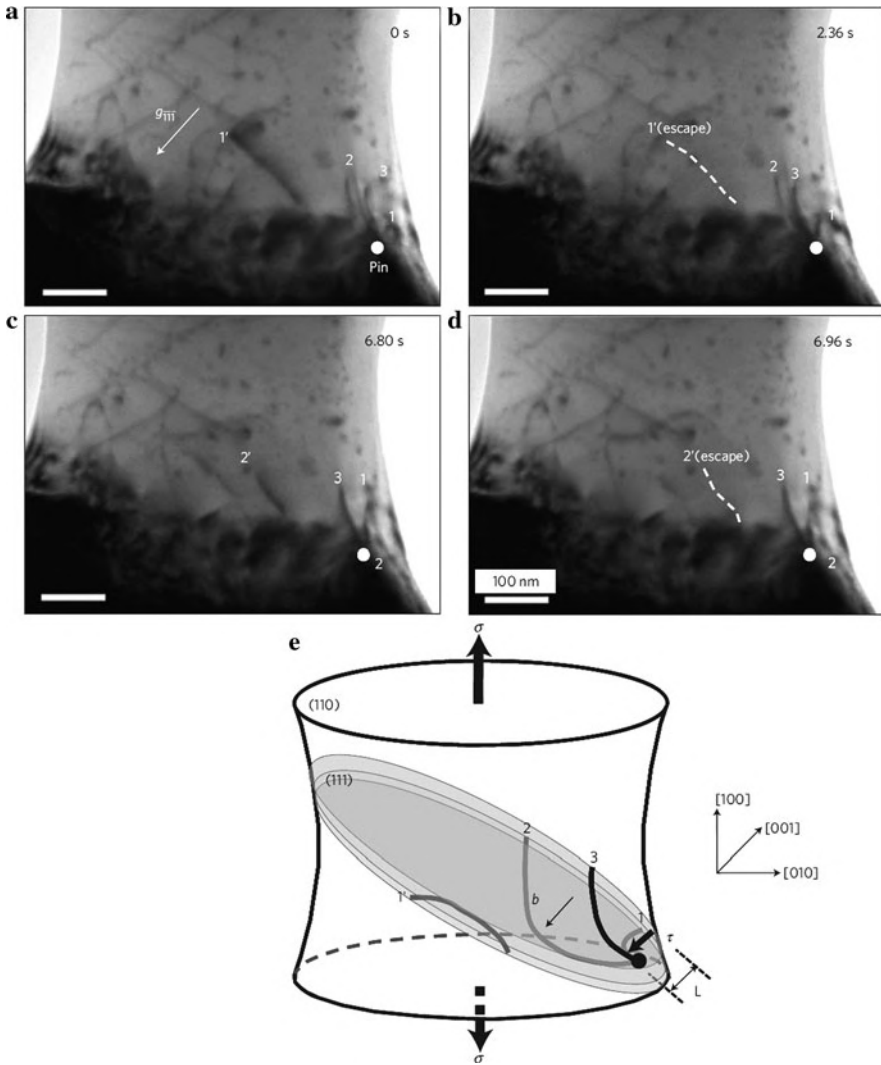 a
0 s
g1̅1̅1̅
1'
2
3
1
Pin
b
2.36 s
1'(escape)
2
3
1
c
6.80 s
2'
3
1
2
d
6.96 s
2'(escape)
3
1
2
100 nm
e
σ
(110)
(111)
2
3
1'
b
1
τ
L
σ
[100]
[001]
[010]